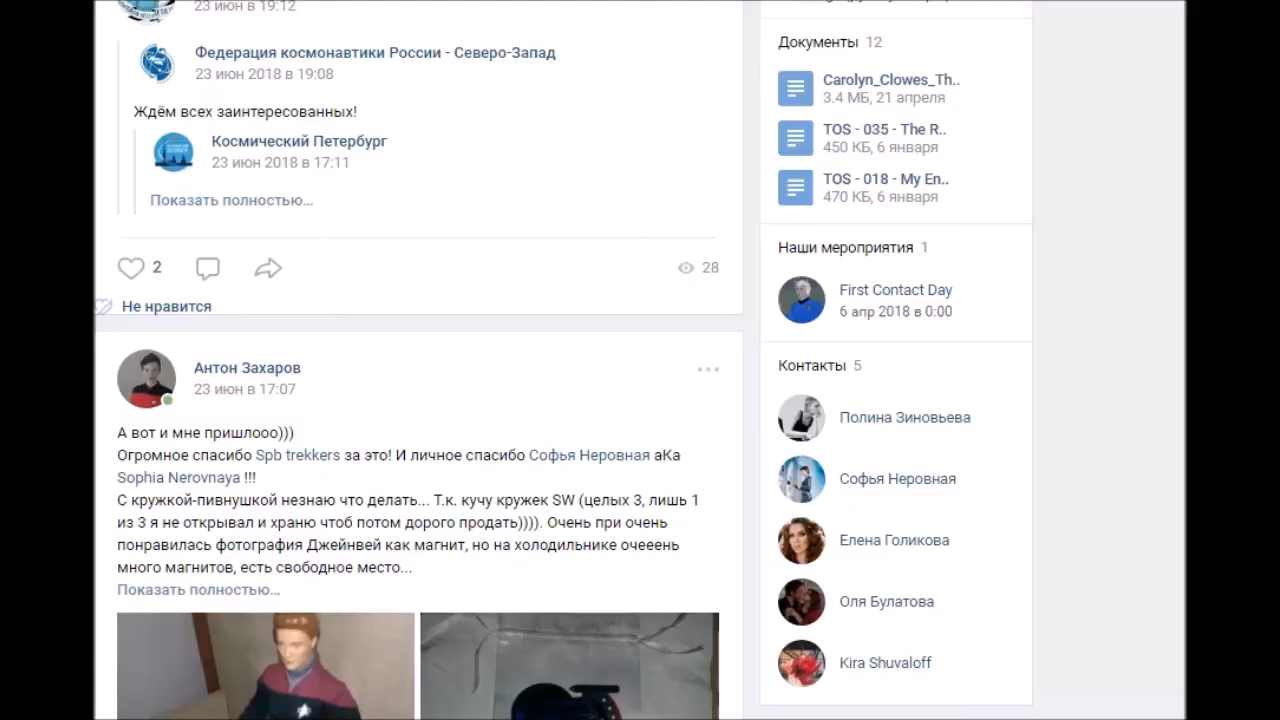 23 июн в 19:12
Федерация космонавтики России - Северо-Запад
23 июн 2018 в 19:08
Ждём всех заинтересованных!
Космический Петербург
23 июн 2018 в 17:11
Показать полностью…
2
28
Не нравится
Антон Захаров
23 июн в 17:07
А вот и мне пришлооо)))
Огромное спасибо Spb trekkers за это! И личное спасибо Софья Неровная аКа
Sophia Nerovnaya !!!
С кружкой-пивнушкой незнаю что делать... Т.к. кучу кружек SW (целых 3, лишь 1
из 3 я не открывал и храню чтоб потом дорого продать)))). Очень при очень
понравилась фотография Джейнвей как магнит, но на холодильнике очееень
много магнитов, есть свободное место...
Показать полностью…
Документы 12
Carolyn_Clowes_Th..
3.4 МБ, 21 апреля
TOS - 035 - The R..
450 КБ, 6 января
TOS - 018 - My En..
470 КБ, 6 января
Наши мероприятия 1
First Contact Day
6 апр 2018 в 0:00
Контакты 5
Полина Зиновьева
Софья Неровная
Елена Голикова
Оля Булатова
Kira Shuvaloff